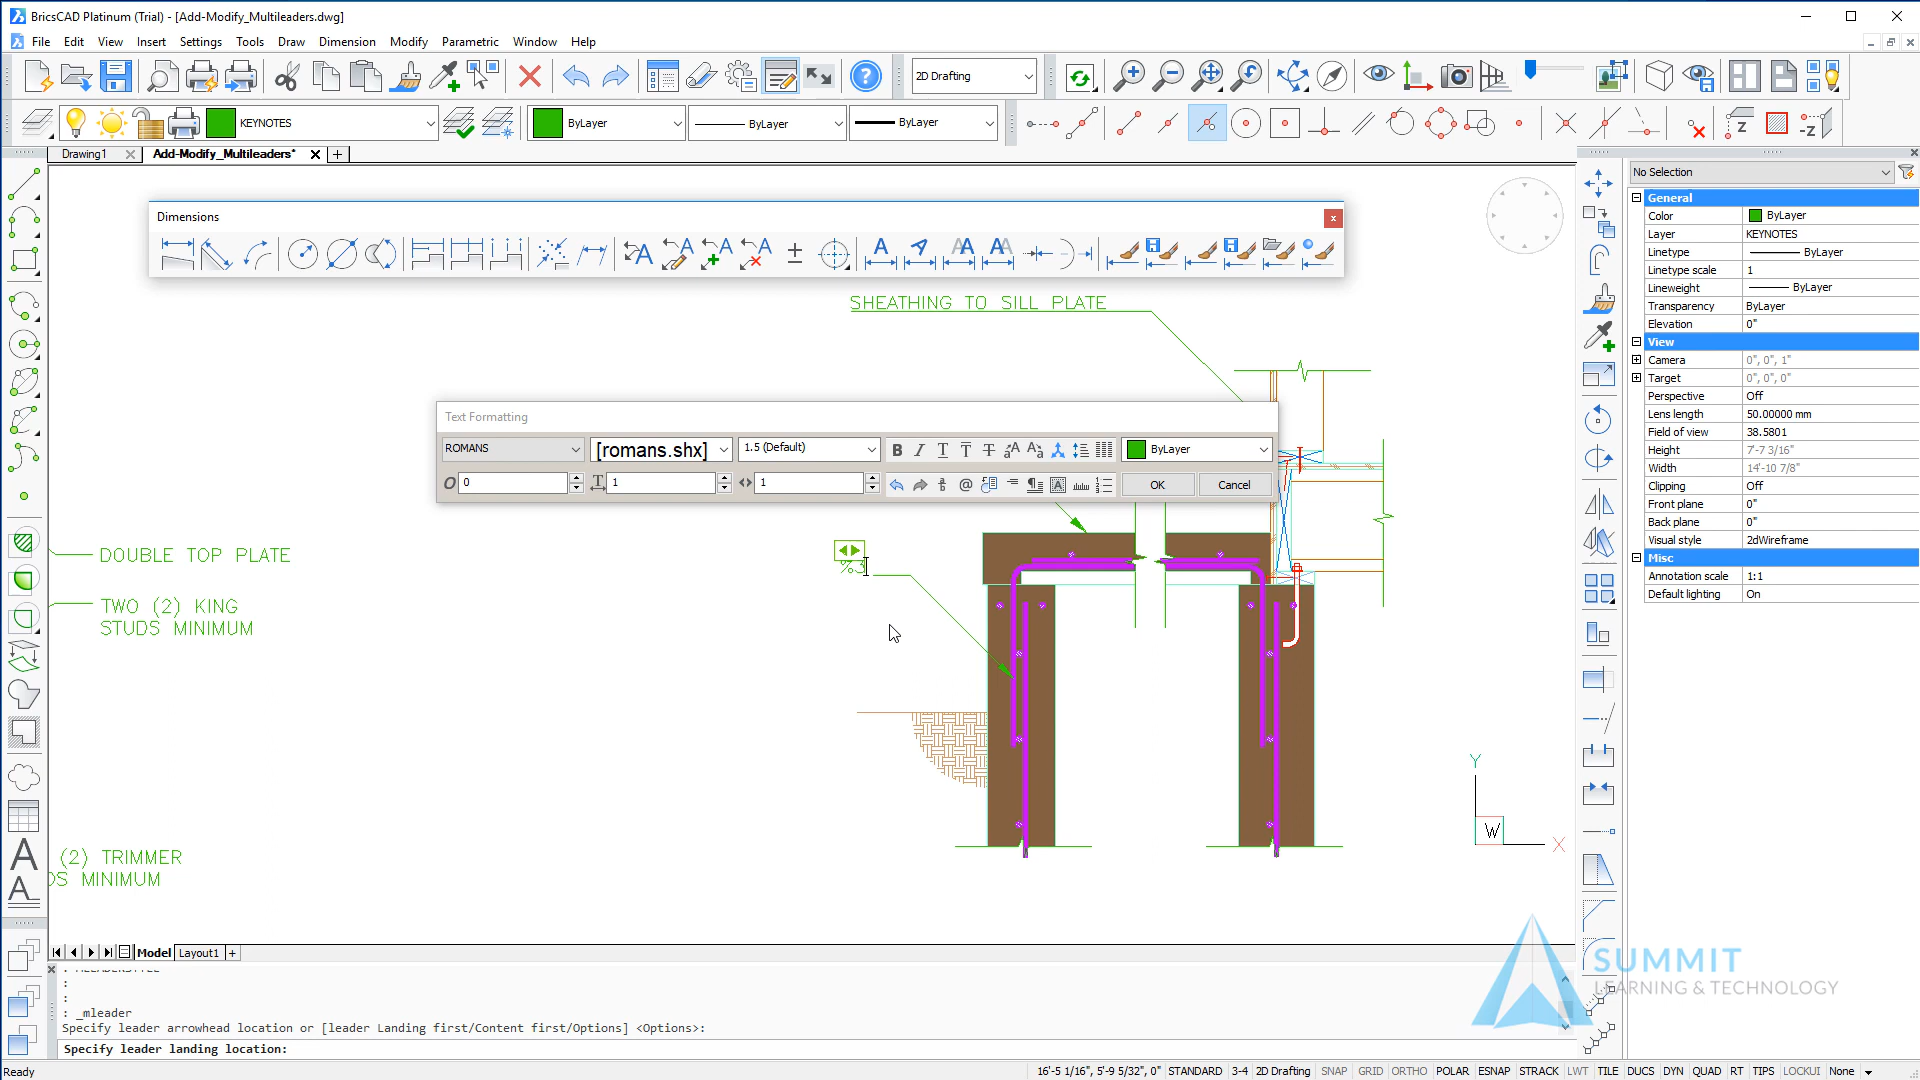 BricsCAD Platinum (Trial) - [Add-Modify_Multileaders.dwg]
File Edit View Insert Settings Tools Draw Dimension Modify Parametric Window Help
2D Drafting
KEYNOTES
ByLayer
ByLayer
ByLayer
Drawing1
Add-Modify_Multileaders*
Dimensions
SHEATHING TO SILL PLATE
Text Formatting
ROMANS
[romans.shx]
1.5 (Default)
ByLayer
0
1
1
OK
Cancel
%3
DOUBLE TOP PLATE
TWO (2) KING
STUDS MINIMUM
(2) TRIMMER
DS MINIMUM
Y
W
X
No Selection
General
Color ByLayer
Layer KEYNOTES
Linetype ByLayer
Linetype scale 1
Lineweight ByLayer
Transparency ByLayer
Elevation 0"
View
Camera 0", 0", 1"
Target 0", 0", 0"
Perspective Off
Lens length 50.00000 mm
Field of view 38.5801
Height 7'-7 3/16"
Width 14'-10 7/8"
Clipping Off
Front plane 0"
Back plane 0"
Visual style 2dWireframe
Misc
Annotation scale 1:1
Default lighting On
Model Layout1
: MLEADERSTYLE
:
:
: _mleader
Specify leader arrowhead location or [leader Landing first/Content first/Options] <Options>:
Specify leader landing location:
SUMMIT
LEARNING & TECHNOLOGY
Ready
16'-5 1/16", 5'-9 5/32", 0" STANDARD 3-4 2D Drafting SNAP GRID ORTHO POLAR ESNAP STRACK LWT TILE DUCS DYN QUAD RT TIPS LOCKUI None